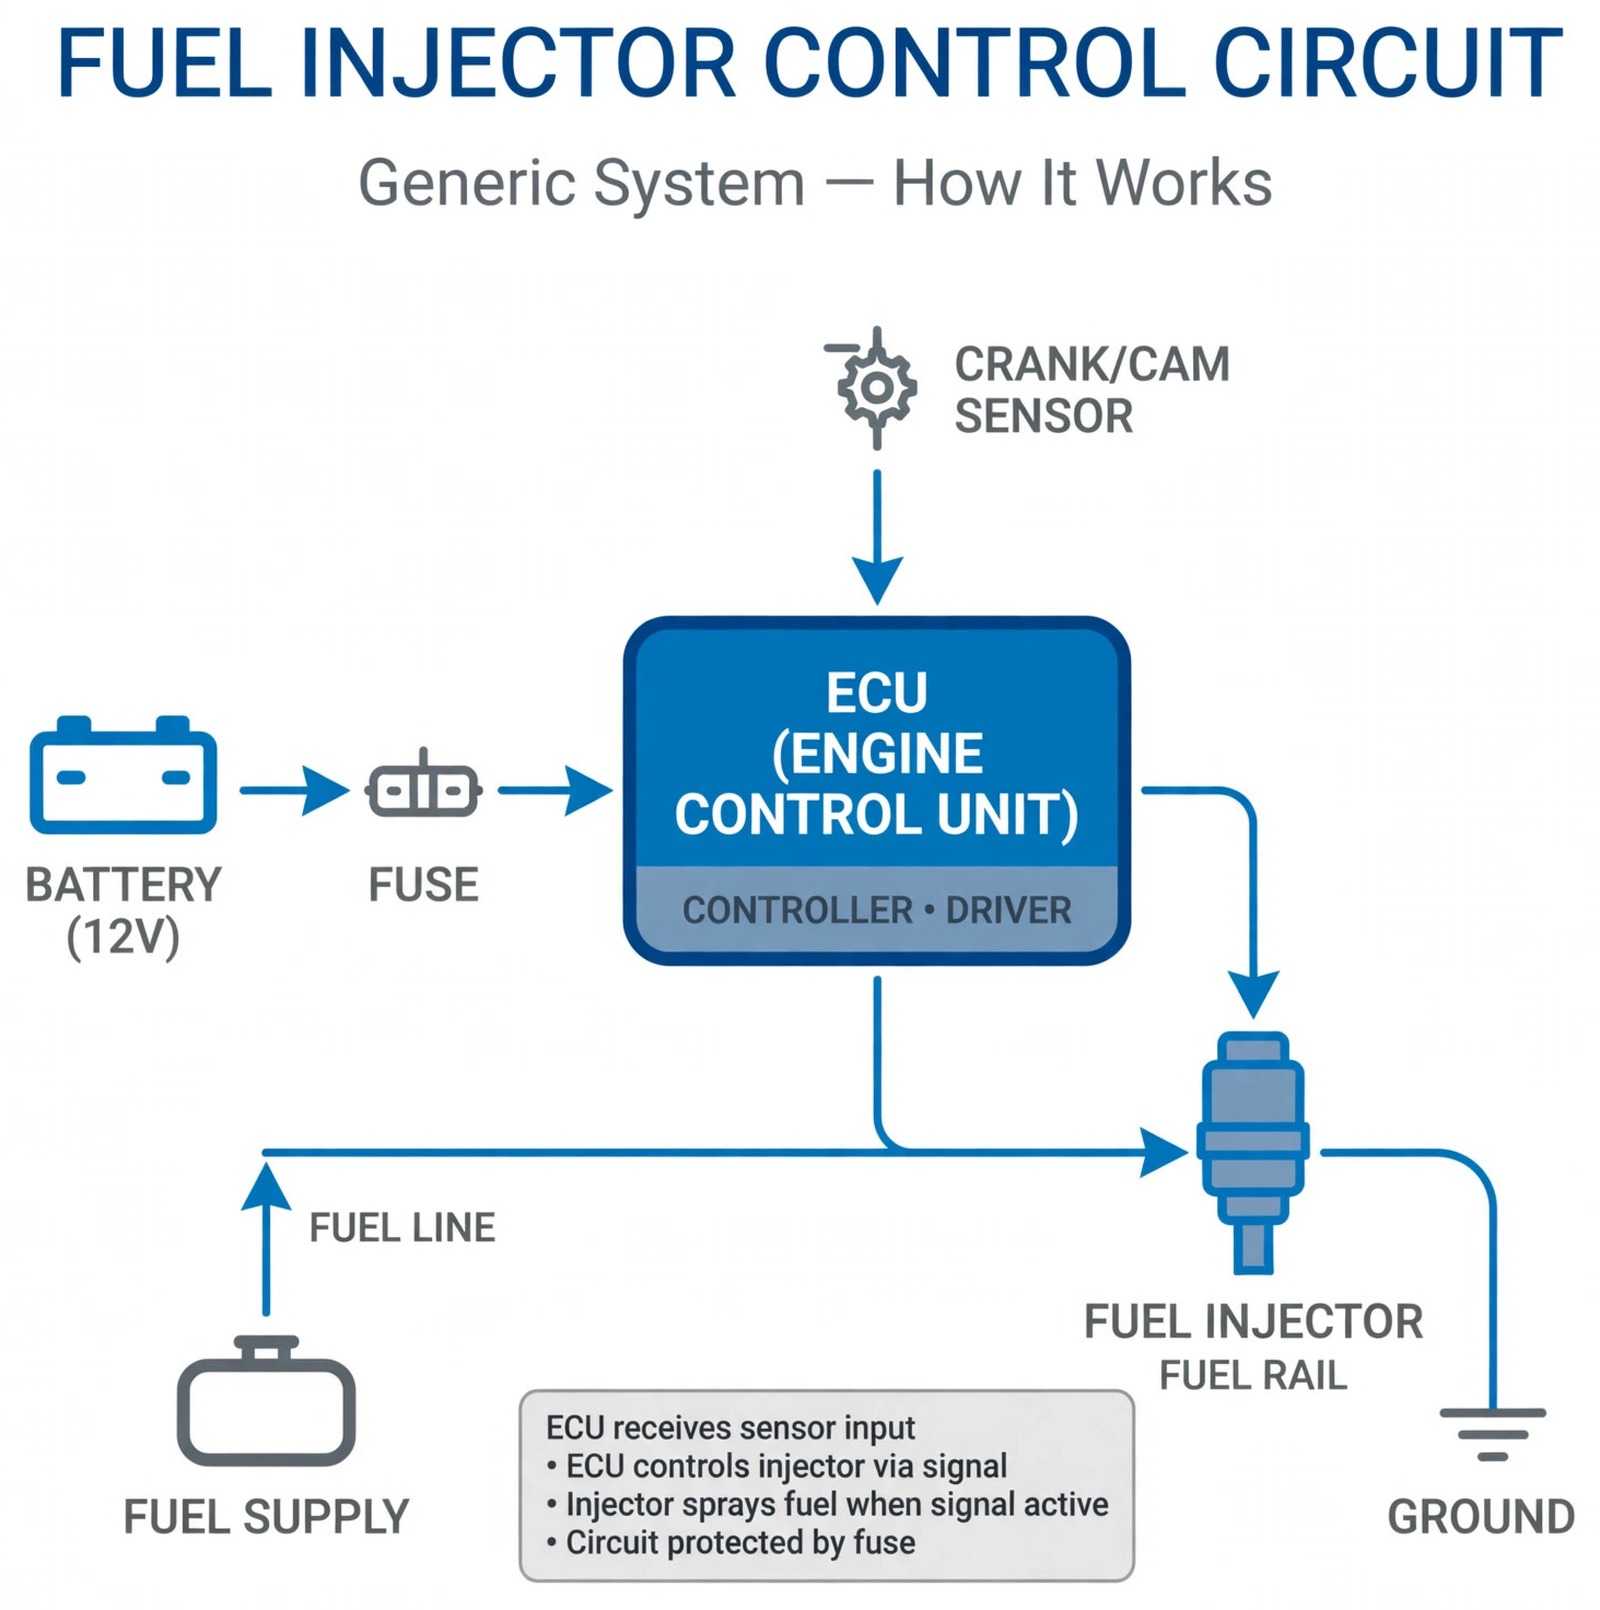 FUEL INJECTOR CONTROL CIRCUIT
Generic System — How It Works
CRANK/CAM
SENSOR
ECU
(ENGINE
CONTROL UNIT)
CONTROLLER • DRIVER
BATTERY
(12V)
FUSE
FUEL LINE
FUEL SUPPLY
FUEL INJECTOR
FUEL RAIL
ECU receives sensor input
• ECU controls injector via signal
• Injector sprays fuel when signal active
• Circuit protected by fuse
GROUND